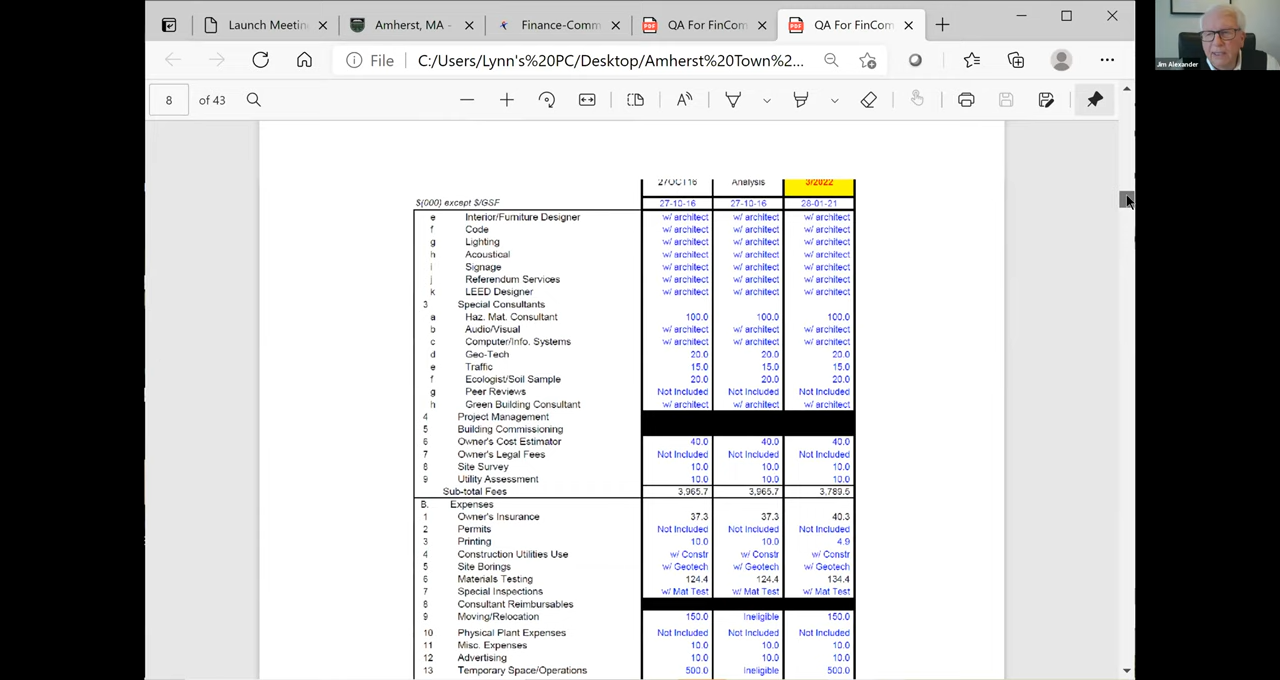 Launch Meetin
Amherst, MA -
Finance-Comm
QA For FinCom
QA For FinCom
File C:/Users/Lynn's%20PC/Desktop/Amherst%20Town%2...
8 of 43
Jim Alexander
27OCT16 Analysis 3/2022
$(000) except $/GSF 27-10-16 27-10-16 28-01-21
e Interior/Furniture Designer w/ architect w/ architect w/ architect
f Code w/ architect w/ architect w/ architect
g Lighting w/ architect w/ architect w/ architect
h Acoustical w/ architect w/ architect w/ architect
i Signage w/ architect w/ architect w/ architect
j Referendum Services w/ architect w/ architect w/ architect
k LEED Designer w/ architect w/ architect w/ architect
3 Special Consultants
a Haz. Mat. Consultant 100.0 100.0 100.0
b Audio/Visual w/ architect w/ architect w/ architect
c Computer/Info. Systems w/ architect w/ architect w/ architect
d Geo-Tech 20.0 20.0 20.0
e Traffic 15.0 15.0 15.0
f Ecologist/Soil Sample 20.0 20.0 20.0
g Peer Reviews Not Included Not Included Not Included
h Green Building Consultant w/ architect w/ architect w/ architect
4 Project Management
5 Building Commissioning
6 Owner's Cost Estimator 40.0 40.0 40.0
7 Owner's Legal Fees Not Included Not Included Not Included
8 Site Survey 10.0 10.0 10.0
9 Utility Assessment 10.0 10.0 10.0
Sub-total Fees 3,965.7 3,965.7 3,789.5
B. Expenses
1 Owner's Insurance 37.3 37.3 40.3
2 Permits Not Included Not Included Not Included
3 Printing 10.0 10.0 4.9
4 Construction Utilities Use w/ Constr w/ Constr w/ Constr
5 Site Borings w/ Geotech w/ Geotech w/ Geotech
6 Materials Testing 124.4 124.4 134.4
7 Special Inspections w/ Mat Test w/ Mat Test w/ Mat Test
8 Consultant Reimbursables
9 Moving/Relocation 150.0 Ineligible 150.0
10 Physical Plant Expenses Not Included Not Included Not Included
11 Misc. Expenses 10.0 10.0 10.0
12 Advertising 10.0 10.0 10.0
13 Temporary Space/Operations 500.0 Ineligible 500.0